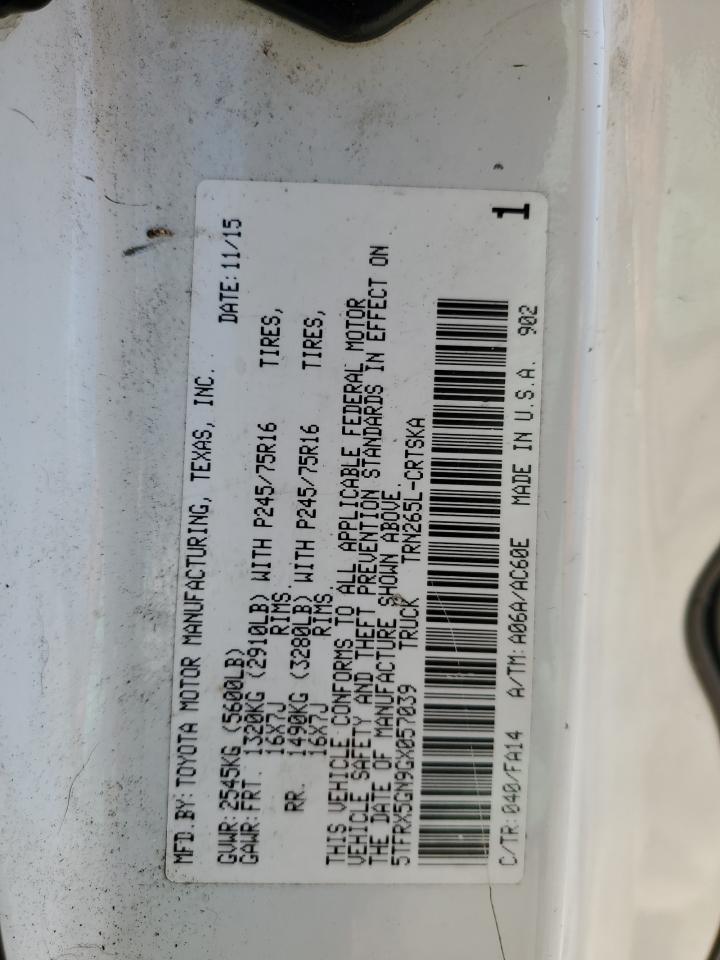 MFD.BY: TOYOTA MOTOR MANUFACTURING, TEXAS, INC.
DATE: 11/15
GVWR: 2545KG (5600LB)
GAWR: FRT. 1320KG (2910LB) WITH P245/75R16 TIRES,
16X7J RIMS.
RR. 1490KG (3280LB) WITH P245/75R16 TIRES,
16X7J RIMS.
THIS VEHICLE CONFORMS TO ALL APPLICABLE FEDERAL MOTOR
VEHICLE SAFETY AND THEFT PREVENTION STANDARDS IN EFFECT ON
THE DATE OF MANUFACTURE SHOWN ABOVE.
5TFRX5GN9GX057039 TRUCK TRN265L-CRTSKA
C/TR: 040/FA14 A/TM: A06A/AC60E MADE IN U.S.A. 902
1